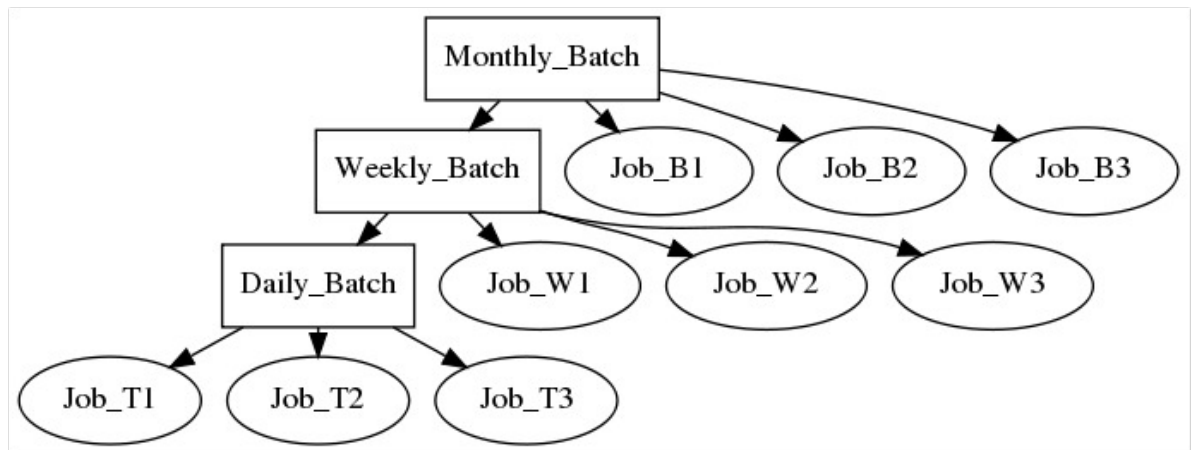 Monthly_Batch
Weekly_Batch
Job_B1
Job_B2
Job_B3
Daily_Batch
Job_W1
Job_W2
Job_W3
Job_T1
Job_T2
Job_T3